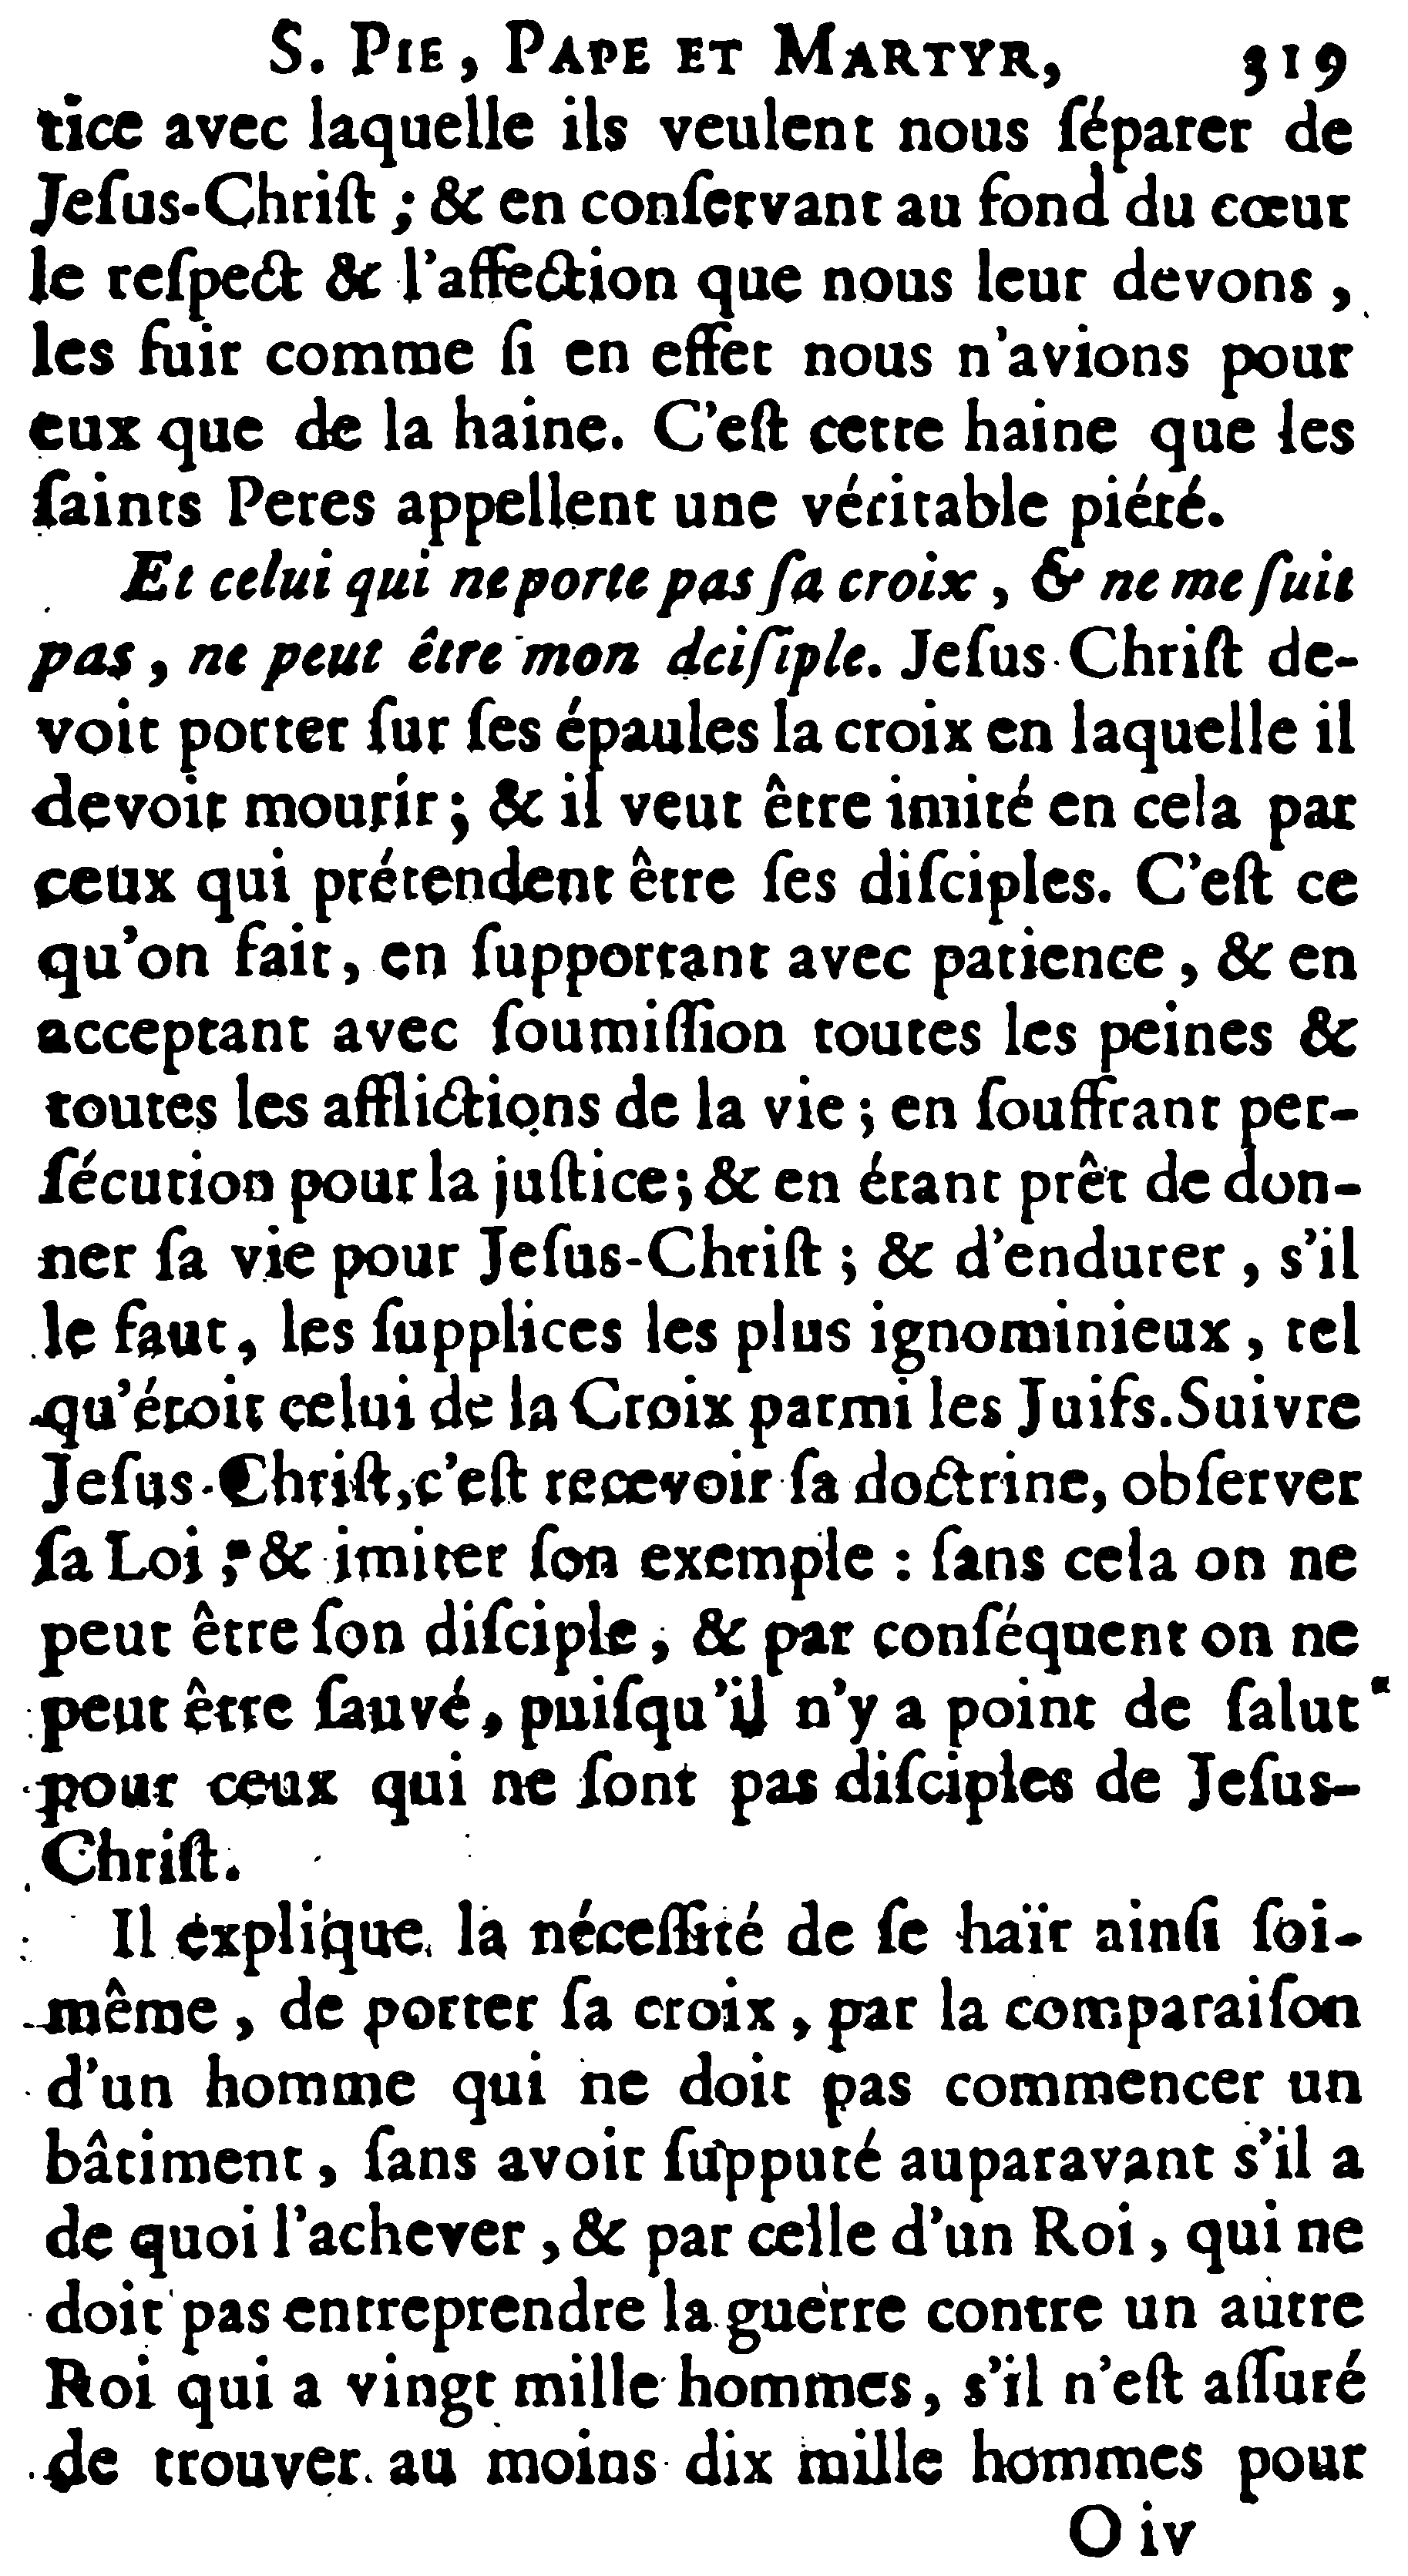 S. PIE, PAPE ET MARTYR, 319
tice avec laquelle ils veulent nous ſéparer de
Jeſus-Chriſt ; & en conſervant au fond du cœur
le reſpect & l'affection que nous leur devons ,
les fuir comme ſi en effet nous n'avions pour
eux que de la haine. C'eſt cette haine que les
ſaints Peres appellent une véritable piété.
Et celui qui ne porte pas ſa croix , & ne me ſuit
pas , ne peut être mon dciſiple. Jeſus-Chriſt de-
voit porter ſur ſes épaules la croix en laquelle il
devoit mourir ; & il veut être imité en cela par
ceux qui prétendent être ſes diſciples. C'eſt ce
qu'on fait , en ſupportant avec patience , & en
acceptant avec ſoumiſſion toutes les peines &
toutes les afflictions de la vie ; en ſouffrant per-
ſécution pour la juſtice ; & en étant prêt de don-
ner ſa vie pour Jeſus-Chriſt ; & d'endurer , s'il
le faut , les ſupplices les plus ignominieux , tel
qu'étoit celui de la Croix parmi les Juifs. Suivre
Jeſus-Chriſt, c'eſt recevoir ſa doctrine, obſerver
ſa Loi , & imiter ſon exemple : ſans cela on ne
peut être ſon diſciple , & par conſéquent on ne
peut être ſauvé , puiſqu'il n'y a point de ſalut
pour ceux qui ne ſont pas diſciples de Jeſus-
Chriſt.
Il explique la néceſſité de ſe haïr ainſi ſoi-
même , de porter ſa croix , par la comparaiſon
d'un homme qui ne doit pas commencer un
bâtiment , ſans avoir ſupputé auparavant s'il a
de quoi l'achever , & par celle d'un Roi , qui ne
doit pas entreprendre la guerre contre un autre
Roi qui a vingt mille hommes , s'il n'eſt aſſuré
de trouver au moins dix mille hommes pour
O iv